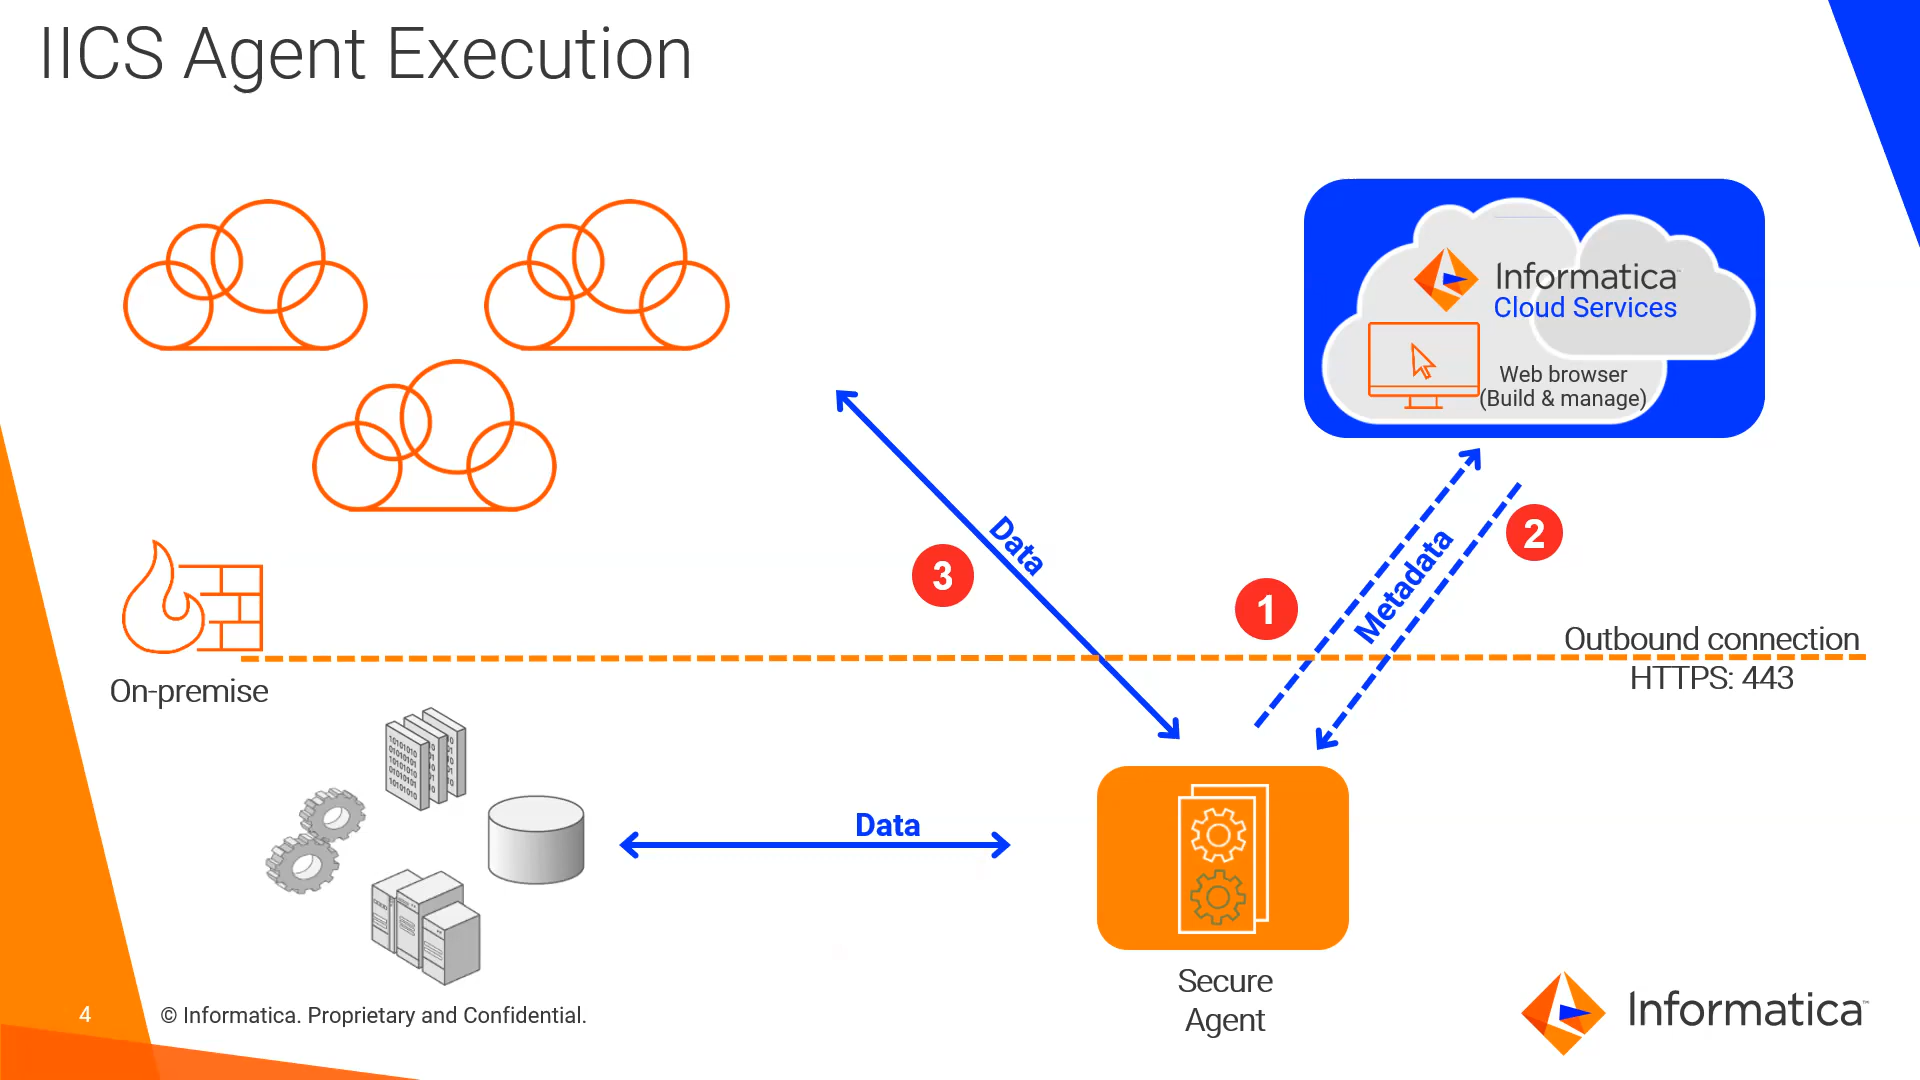 IICS Agent Execution
Informatica
Cloud Services
Web browser
(Build & manage)
Data
3
Metadata
1
2
Outbound connection
HTTPS: 443
On-premise
Data
Secure
Agent
4
© Informatica. Proprietary and Confidential.
Informatica™